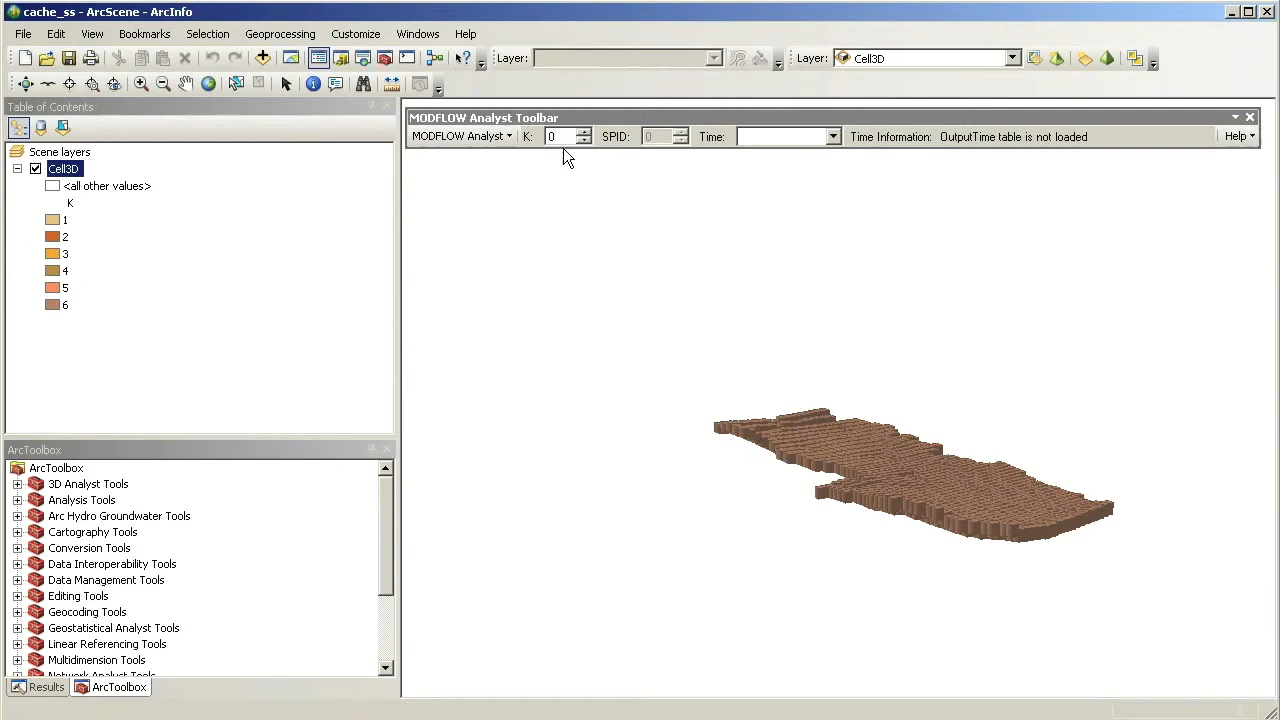 cache_ss - ArcScene - ArcInfo
File Edit View Bookmarks Selection Geoprocessing Customize Windows Help
Layer: Layer: Cell3D
Table of Contents
MODFLOW Analyst Toolbar
MODFLOW Analyst K: 0 SPID: 0 Time: Time Information: OutputTime table is not loaded Help
Scene layers
Cell3D
<all other values>
K
1
2
3
4
5
6
ArcToolbox
ArcToolbox
3D Analyst Tools
Analysis Tools
Arc Hydro Groundwater Tools
Cartography Tools
Conversion Tools
Data Interoperability Tools
Data Management Tools
Editing Tools
Geocoding Tools
Geostatistical Analyst Tools
Linear Referencing Tools
Multidimension Tools
Network Analyst Tools
Results ArcToolbox